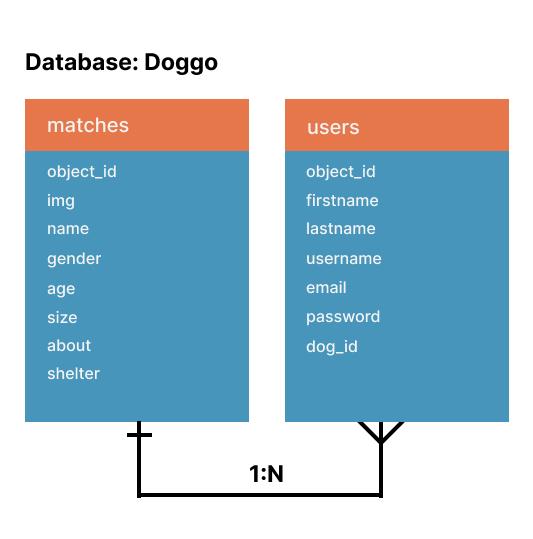 Database: Doggo
matches
object_id
img
name
gender
age
size
about
shelter
users
object_id
firstname
lastname
username
email
password
dog_id
1:N